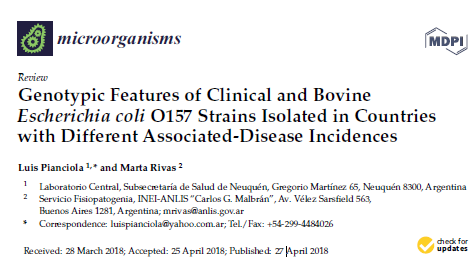 microorganisms
MDPI
Review
Genotypic Features of Clinical and Bovine
Escherichia coli O157 Strains Isolated in Countries
with Different Associated-Disease Incidences
Luis Pianciola 1,* and Marta Rivas 2
1 Laboratorio Central, Subsecretaría de Salud de Neuquén, Gregorio Martínez 65, Neuquén 8300, Argentina
2 Servicio Fisiopatogenia, INEI-ANLIS “Carlos G. Malbrán”, Av. Vélez Sarsfield 563,
Buenos Aires 1281, Argentina; mrivas@anlis.gov.ar
* Correspondence: luispianciola@yahoo.com.ar; Tel./Fax: +54-299-4484026
Received: 28 March 2018; Accepted: 25 April 2018; Published: 27 April 2018
check for
updates